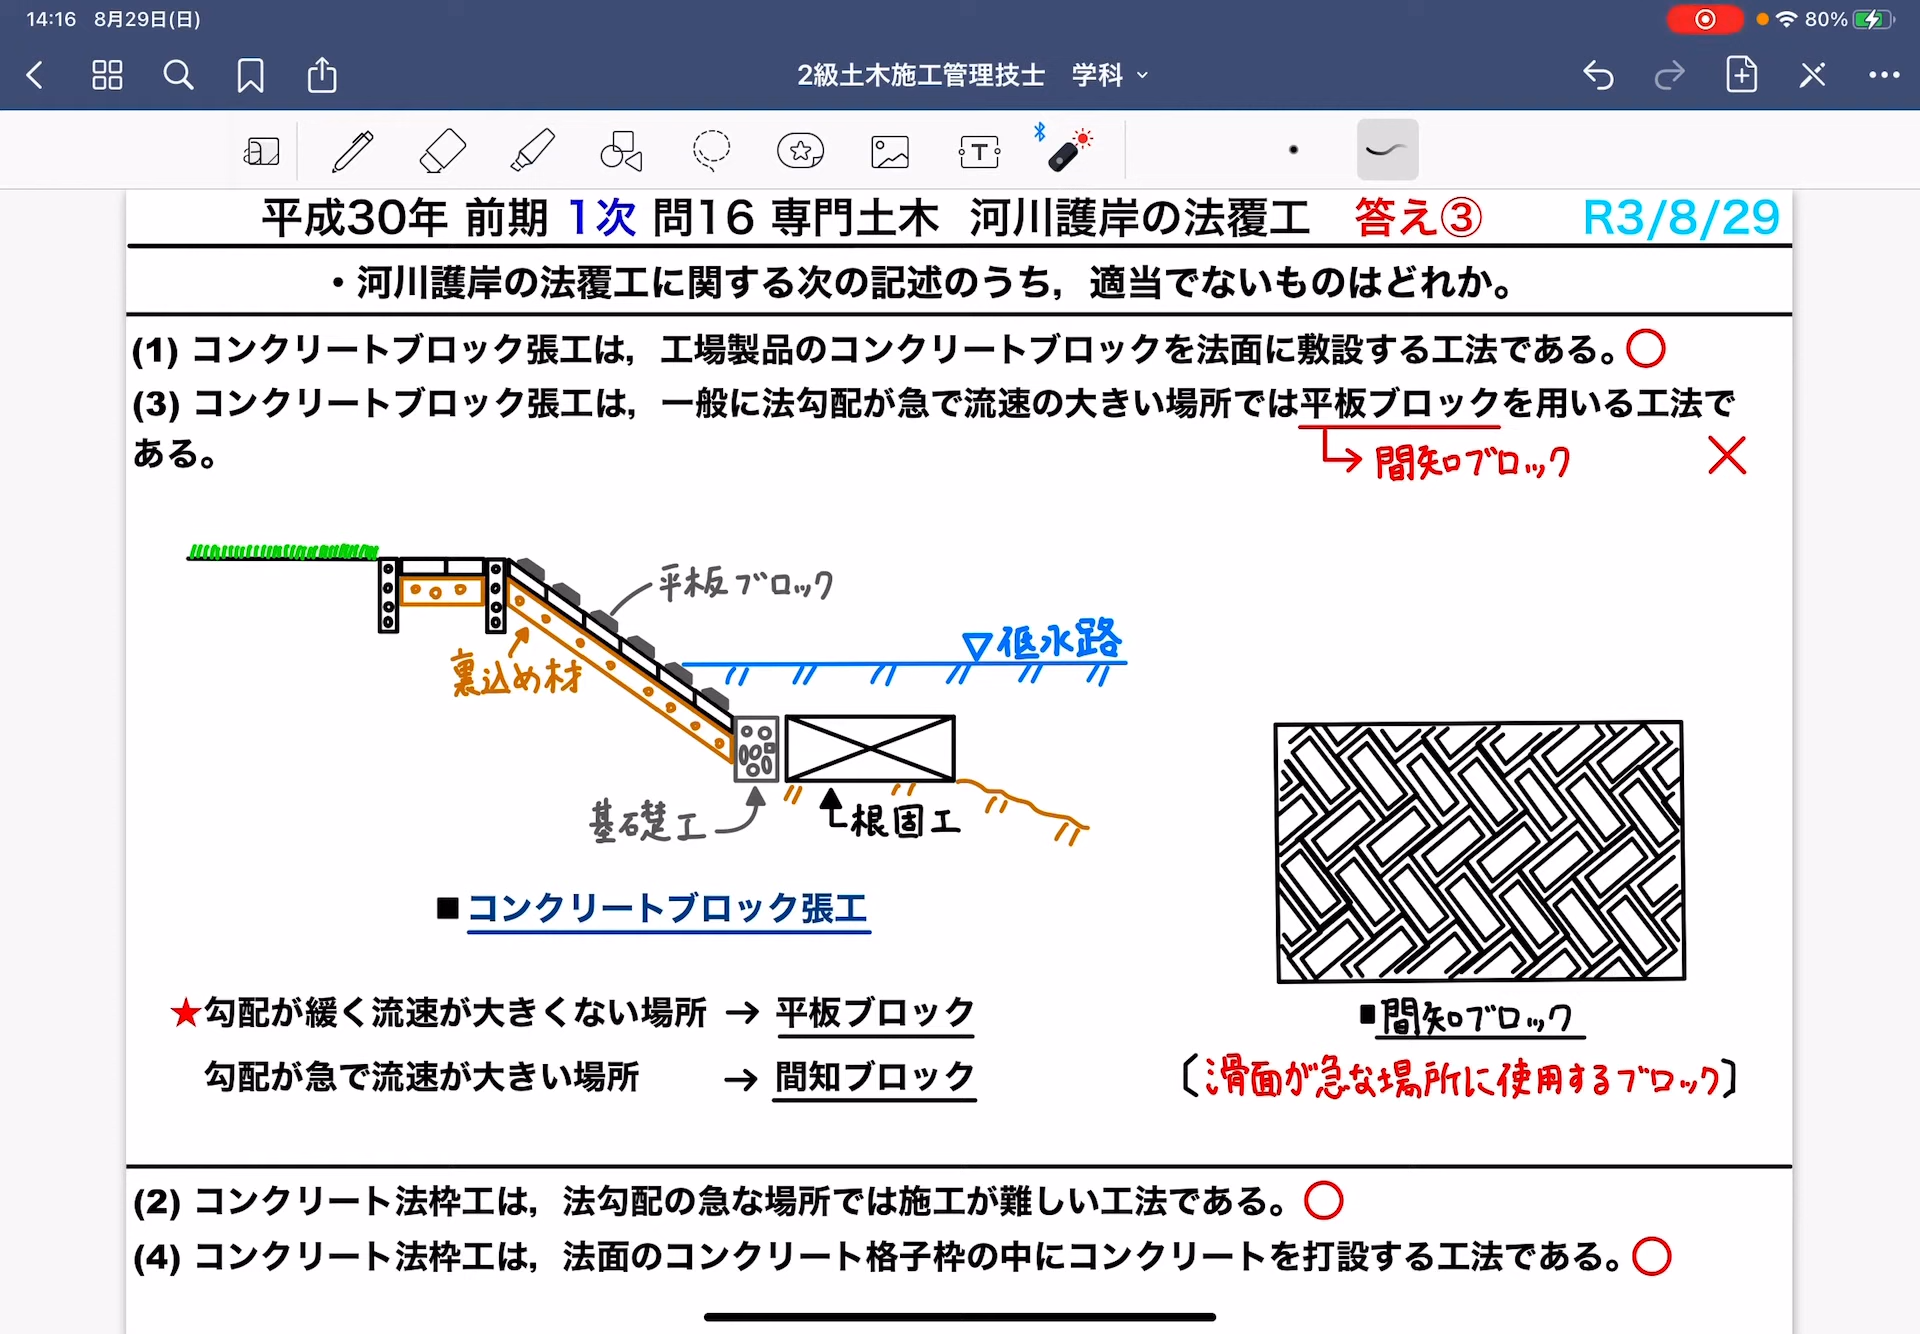 14:16 8月29日(日)
80%
2級土木施工管理技士 学科
平成30年 前期 1次 問16 専門土木 河川護岸の法覆工 答え③ R3/8/29
・河川護岸の法覆工に関する次の記述のうち，適当でないものはどれか。
(1) コンクリートブロック張工は，工場製品のコンクリートブロックを法面に敷設する工法である。○
(3) コンクリートブロック張工は，一般に法勾配が急で流速の大きい場所では平板ブロックを用いる工法で
ある。
間知ブロック ×
平板ブロック
▽低水路
裏込め材
基礎工
根固工
■ コンクリートブロック張工
★勾配が緩く流速が大きくない場所 → 平板ブロック
勾配が急で流速が大きい場所 → 間知ブロック
■間知ブロック
〔滑面が急な場所に使用するブロック〕
(2) コンクリート法枠工は，法勾配の急な場所では施工が難しい工法である。○
(4) コンクリート法枠工は，法面のコンクリート格子枠の中にコンクリートを打設する工法である。○